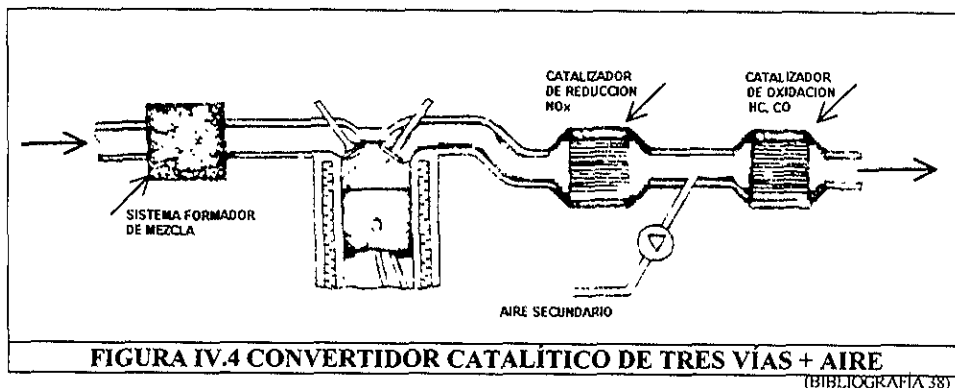 CATALIZADOR
DE REDUCCION
NOx
CATALIZADOR
DE OXIDACION
HC, CO
SISTEMA FORMADOR
DE MEZCLA
AIRE SECUNDARIO
FIGURA IV.4 CONVERTIDOR CATALÍTICO DE TRES VÍAS + AIRE
(BIBLIOGRAFÍA 38)